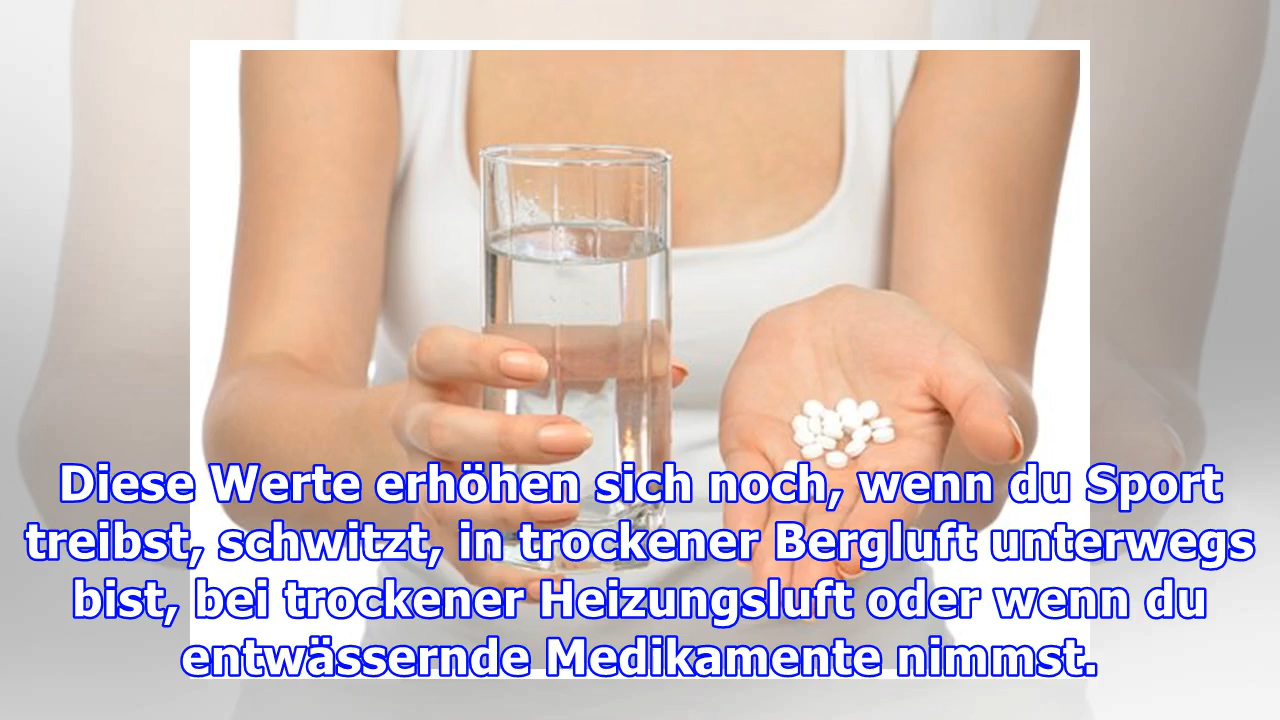 Diese Werte erhöhen sich noch, wenn du Sport
treibst, schwitzt, in trockener Bergluft unterwegs
bist, bei trockener Heizungsluft oder wenn du
entwässernde Medikamente nimmst.